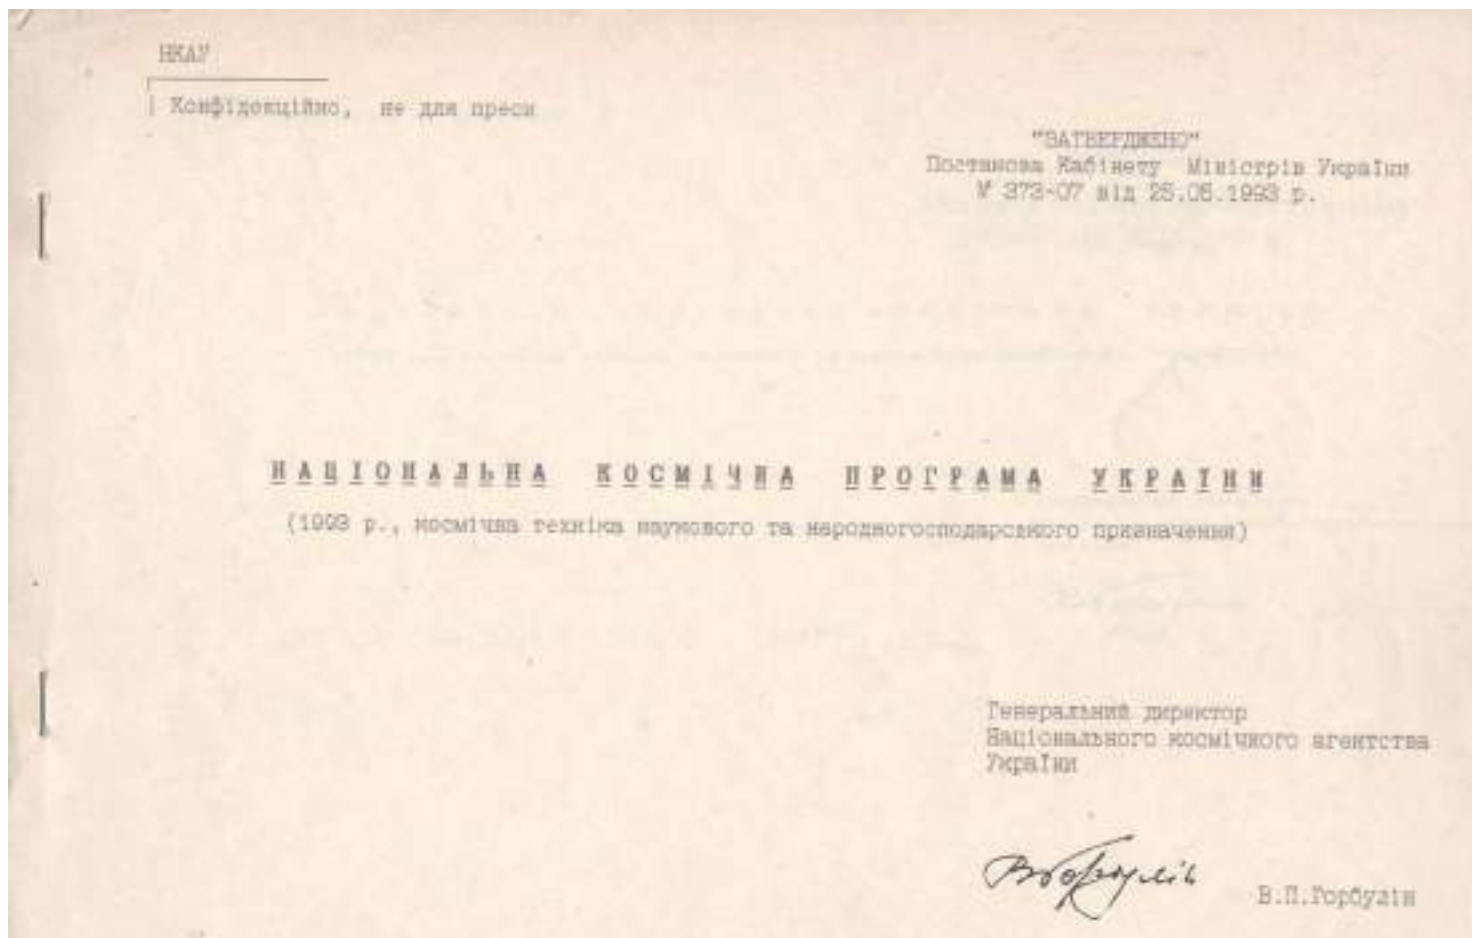 НКАУ
Конфіденційно, не для преси
"ЗАТВЕРДЖЕНО"
Постанова Кабінету Міністрів України
№ 373-07 від 25.05.1993 р.
НАЦІОНАЛЬНА КОСМІЧНА ПРОГРАМА УКРАЇНИ
(1993 р., космічна техніка наукового та народногосподарського призначення)
Генеральний директор
Національного космічного агентства
України
В.П.Горбулін